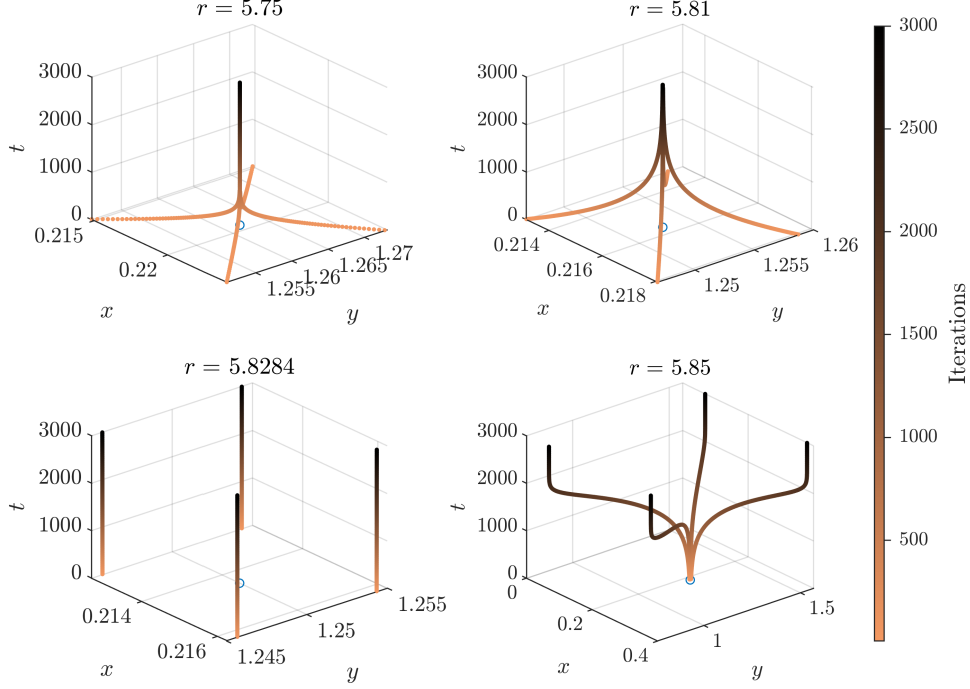 r = 5.75
3000
2000
1000
0
t
0.215
0.22
x
1.255
1.26
1.265
1.27
y
r = 5.81
3000
2000
1000
0
t
0.214
0.216
0.218
x
1.25
1.255
1.26
y
r = 5.8284
3000
2000
1000
0
t
0.214
0.216
x
1.245
1.25
1.255
y
r = 5.85
3000
2000
1000
0
t
0
0.2
0.4
x
1
1.5
y
3000
2500
2000
1500
1000
500
Iterations